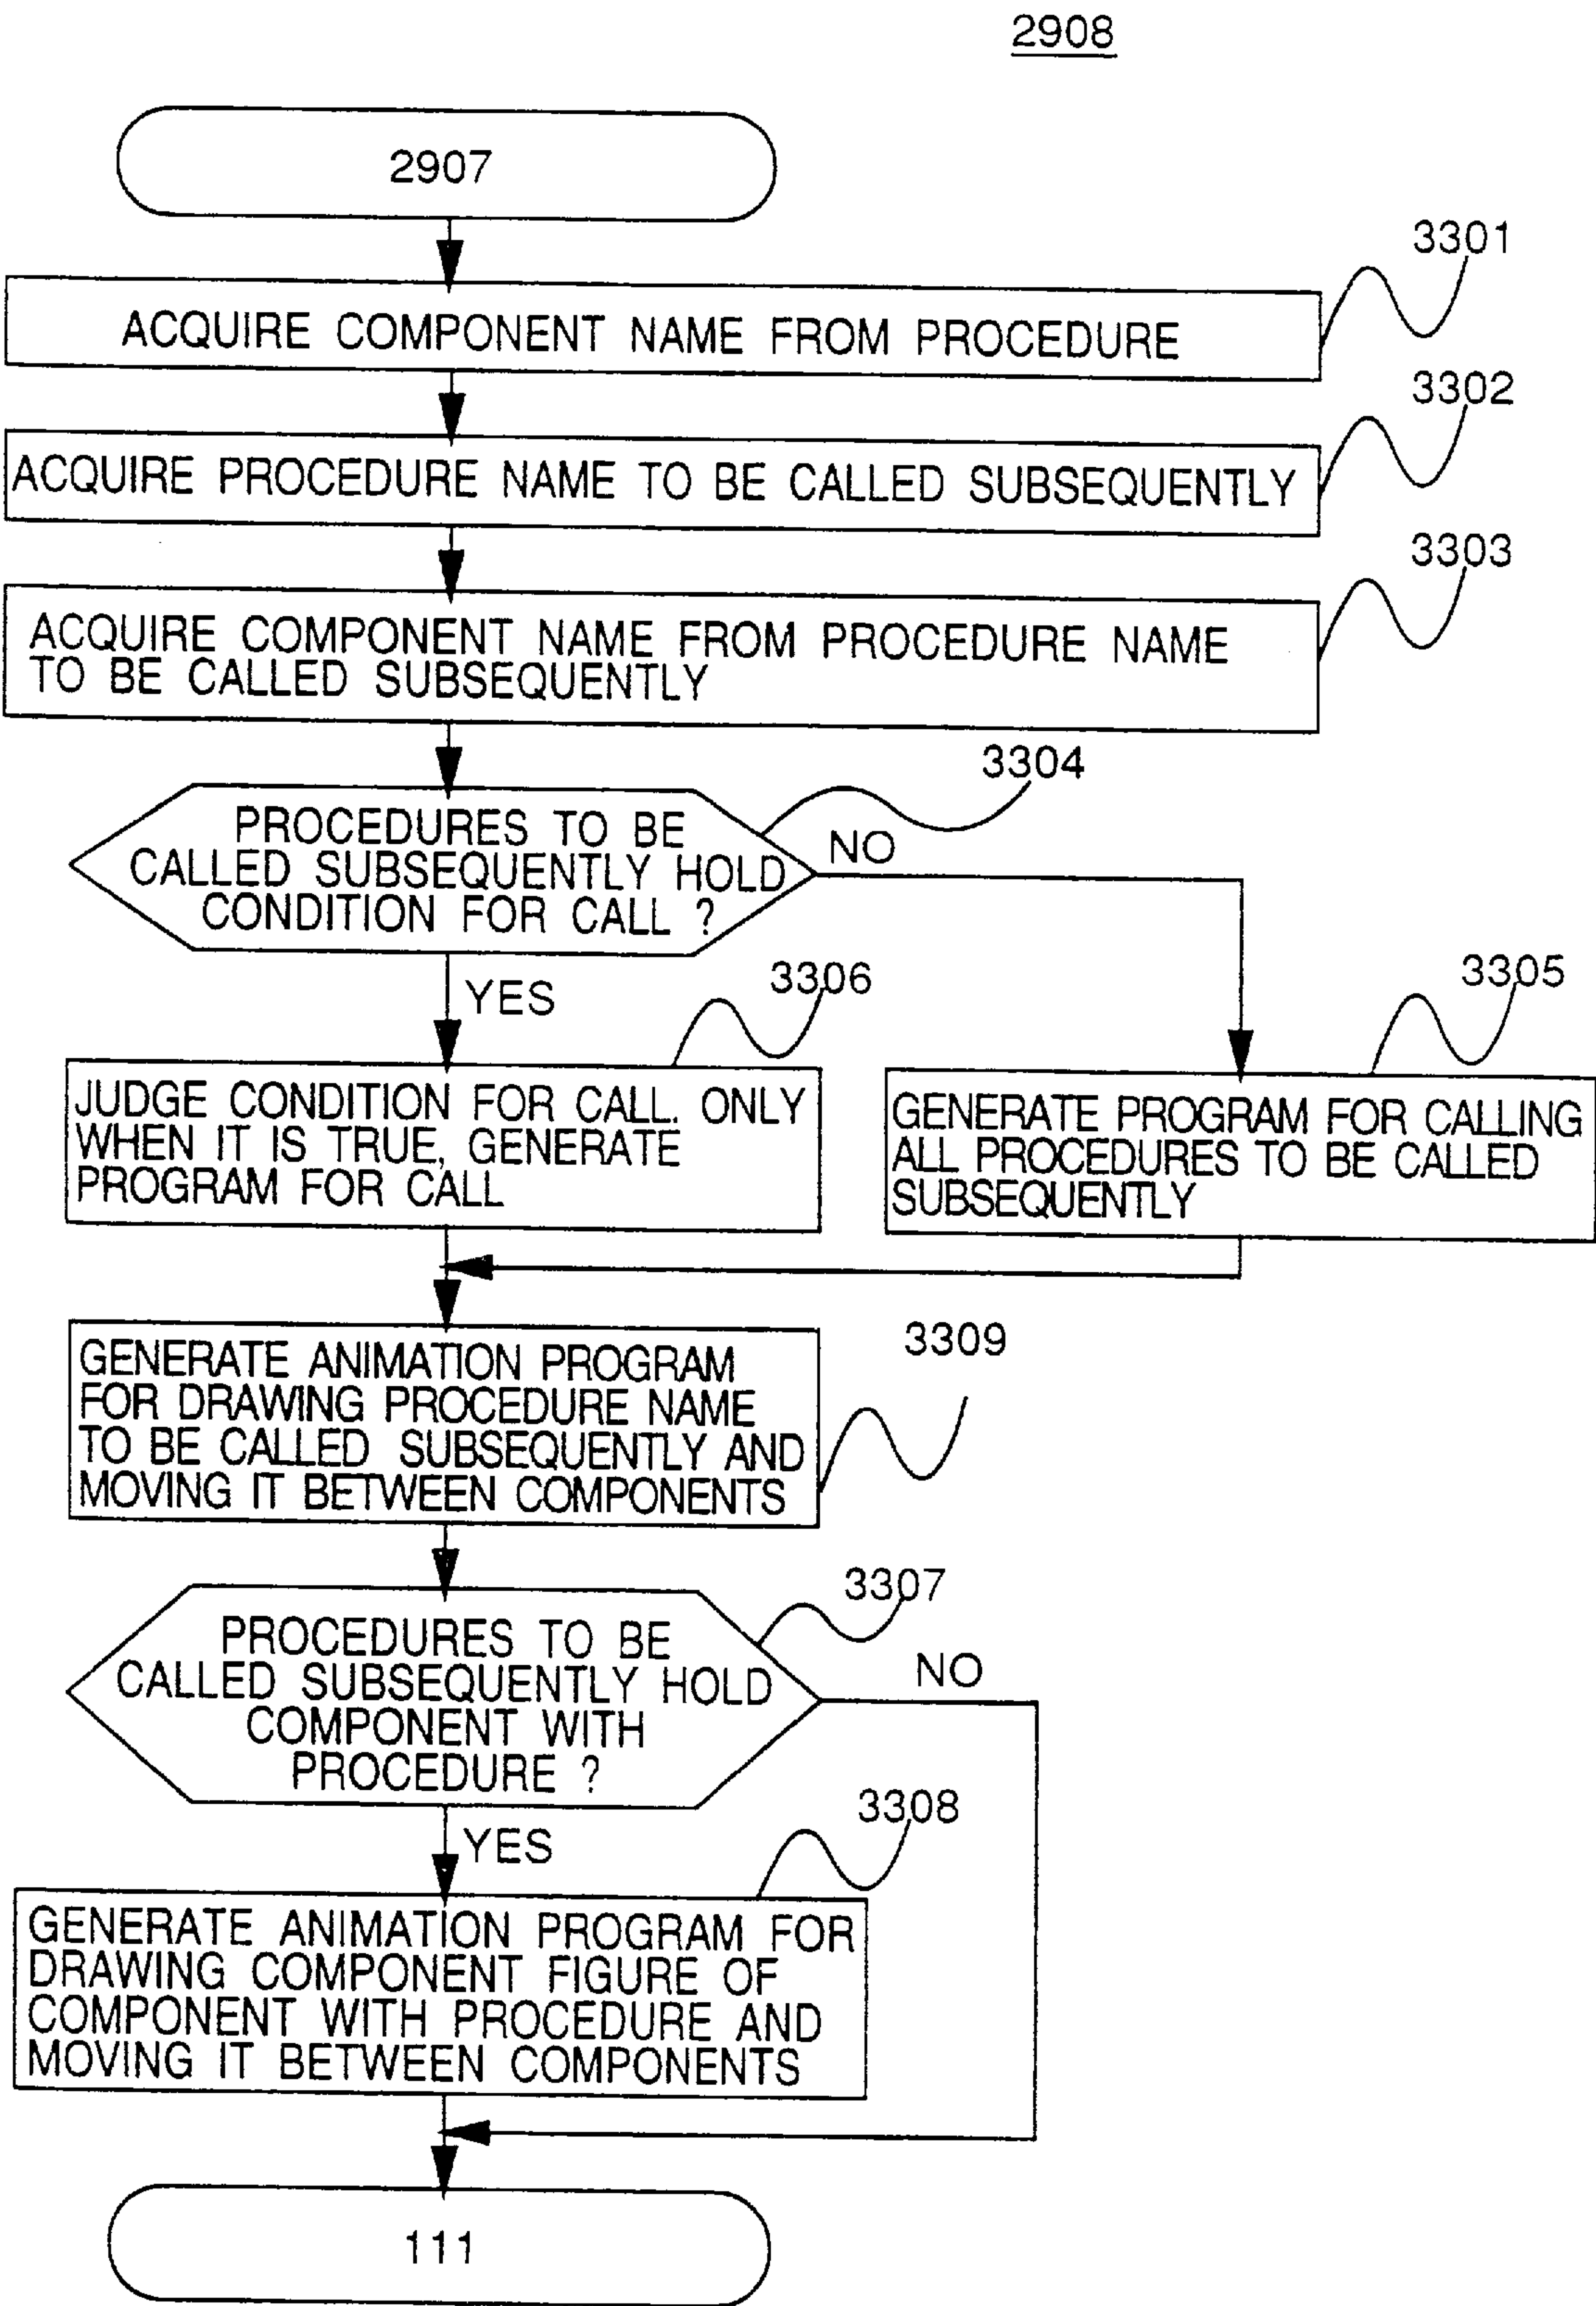 2908
2907
3301
ACQUIRE COMPONENT NAME FROM PROCEDURE
3302
ACQUIRE PROCEDURE NAME TO BE CALLED SUBSEQUENTLY
3303
ACQUIRE COMPONENT NAME FROM PROCEDURE NAME
TO BE CALLED SUBSEQUENTLY
3304
PROCEDURES TO BE
CALLED SUBSEQUENTLY HOLD
CONDITION FOR CALL ?
NO
YES
3306
JUDGE CONDITION FOR CALL. ONLY
WHEN IT IS TRUE, GENERATE
PROGRAM FOR CALL
3305
GENERATE PROGRAM FOR CALLING
ALL PROCEDURES TO BE CALLED
SUBSEQUENTLY
3309
GENERATE ANIMATION PROGRAM
FOR DRAWING PROCEDURE NAME
TO BE CALLED SUBSEQUENTLY AND
MOVING IT BETWEEN COMPONENTS
3307
PROCEDURES TO BE
CALLED SUBSEQUENTLY HOLD
COMPONENT WITH
PROCEDURE ?
NO
YES
3308
GENERATE ANIMATION PROGRAM FOR
DRAWING COMPONENT FIGURE OF
COMPONENT WITH PROCEDURE AND
MOVING IT BETWEEN COMPONENTS
111